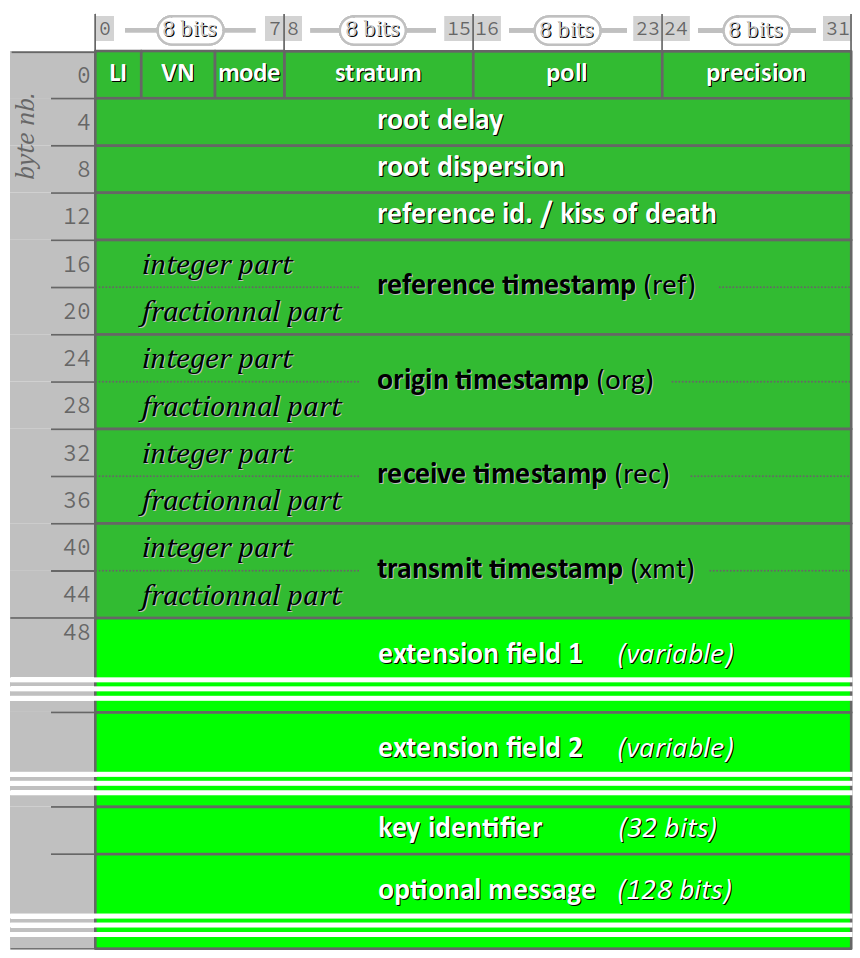 0 8 bits 7 8 8 bits 15 16 8 bits 23 24 8 bits 31
byte nb.
0 LI VN mode stratum poll precision
4 root delay
8 root dispersion
12 reference id. / kiss of death
16 integer part
reference timestamp (ref)
20 fractionnal part
24 integer part
origin timestamp (org)
28 fractionnal part
32 integer part
receive timestamp (rec)
36 fractionnal part
40 integer part
transmit timestamp (xmt)
44 fractionnal part
48
extension field 1 (variable)
extension field 2 (variable)
key identifier (32 bits)
optional message (128 bits)